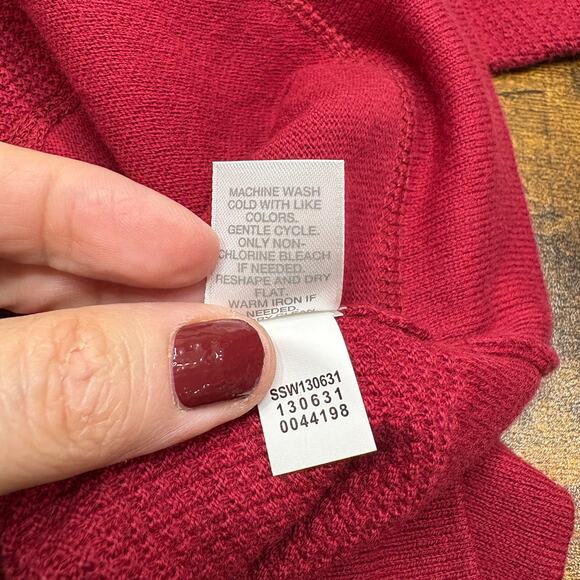 MACHINE WASH
COLD WITH LIKE
COLORS.
GENTLE CYCLE.
ONLY NON-
CHLORINE BLEACH
IF NEEDED.
RESHAPE AND DRY
FLAT.
WARM IRON IF
NEEDED.
SSW130631
130631
0044198